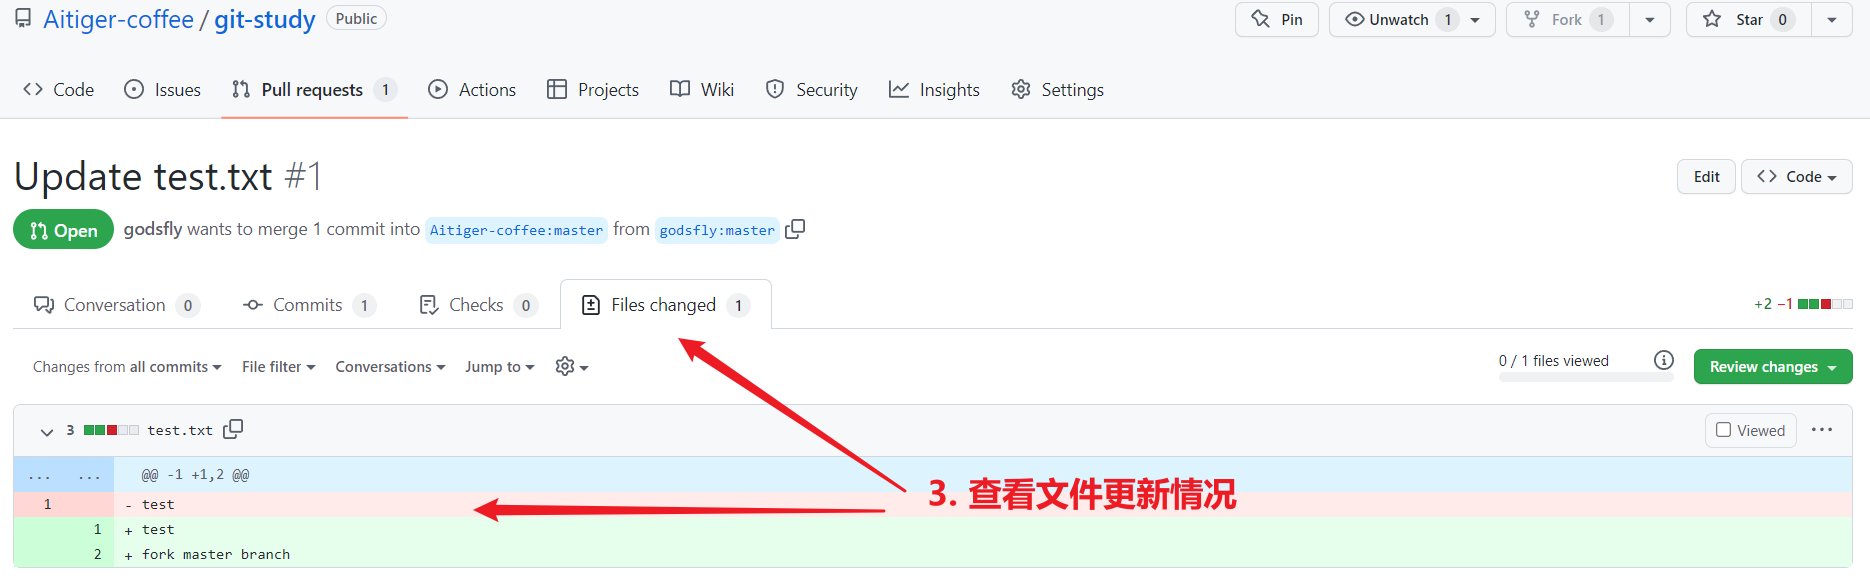 Aitiger-coffee / git-study Public Pin Unwatch 1 Fork 1 Star 0
Code Issues Pull requests 1 Actions Projects Wiki Security Insights Settings
Update test.txt #1 Edit Code
Open godsfly wants to merge 1 commit into Aitiger-coffee:master from godsfly:master
Conversation 0 Commits 1 Checks 0 Files changed 1 +2 −1
Changes from all commits File filter Conversations Jump to 0 / 1 files viewed Review changes
3 test.txt Viewed ...
... ... @@ -1 +1,2 @@
3. 查看文件更新情况
1 - test
1 + test
2 + fork master branch